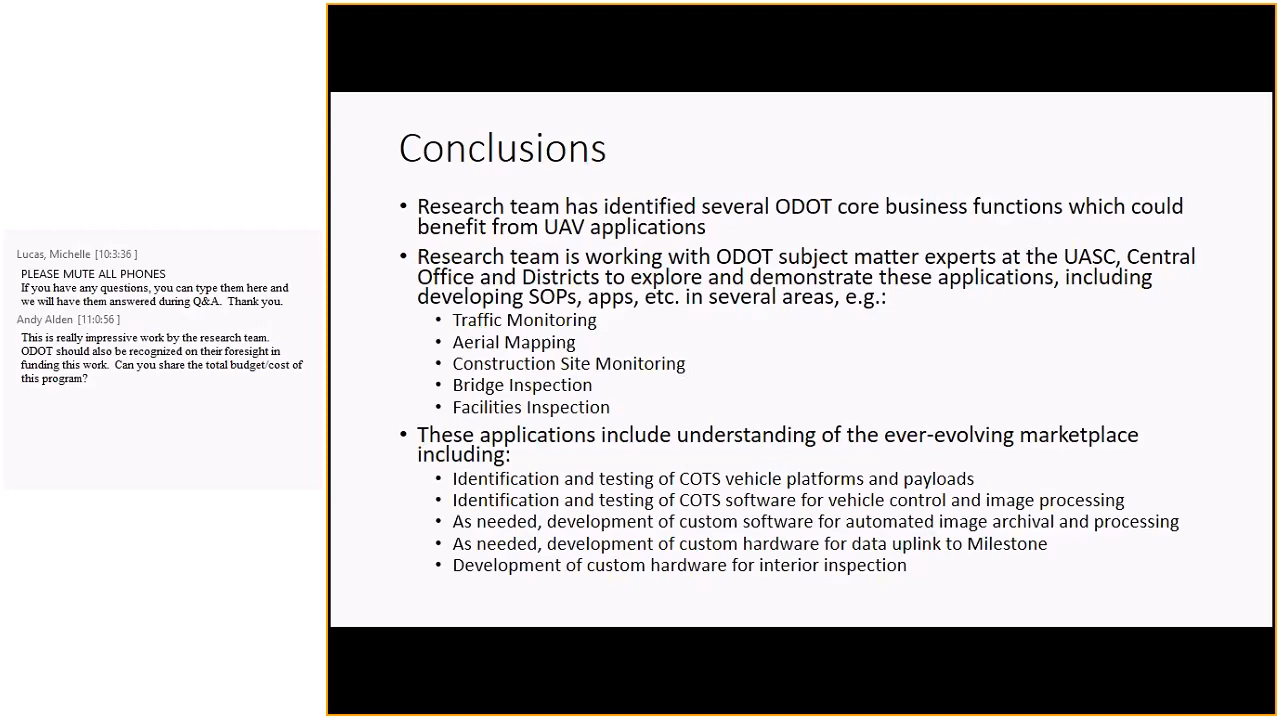 Lucas, Michelle [10:3:36 ]
PLEASE MUTE ALL PHONES
If you have any questions, you can type them here and
we will have them answered during Q&A.  Thank you.
Andy Alden [11:0:56 ]
This is really impressive work by the research team.
ODOT should also be recognized on their foresight in
funding this work.  Can you share the total budget/cost of
this program?
Conclusions
• Research team has identified several ODOT core business functions which could
benefit from UAV applications
• Research team is working with ODOT subject matter experts at the UASC, Central
Office and Districts to explore and demonstrate these applications, including
developing SOPs, apps, etc. in several areas, e.g.:
• Traffic Monitoring
• Aerial Mapping
• Construction Site Monitoring
• Bridge Inspection
• Facilities Inspection
• These applications include understanding of the ever-evolving marketplace
including:
• Identification and testing of COTS vehicle platforms and payloads
• Identification and testing of COTS software for vehicle control and image processing
• As needed, development of custom software for automated image archival and processing
• As needed, development of custom hardware for data uplink to Milestone
• Development of custom hardware for interior inspection